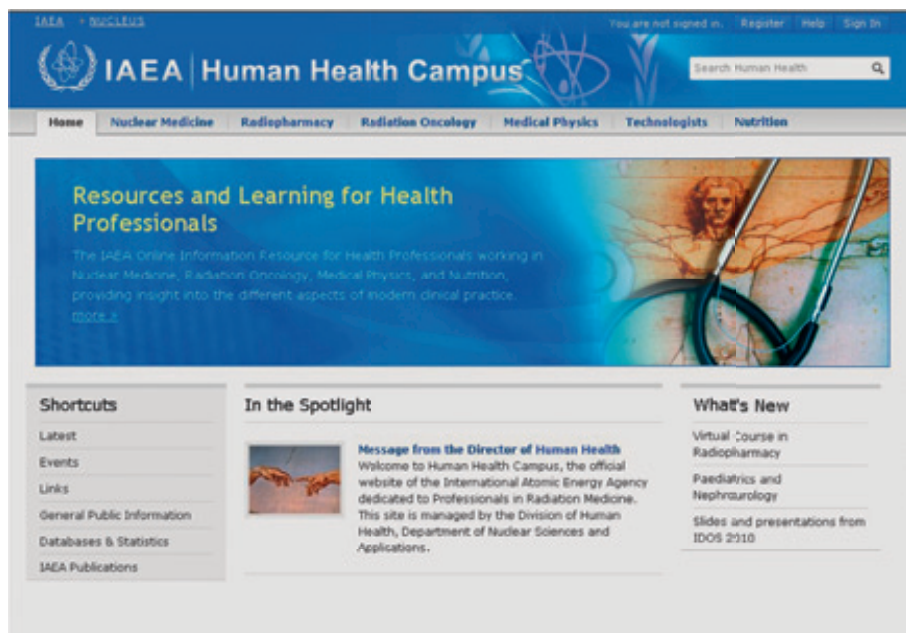 IAEA › NUCLEUS
You are not signed in. Register Help Sign In
IAEA | Human Health Campus
Search Human Health
Home Nuclear Medicine Radiopharmacy Radiation Oncology Medical Physics Technologists Nutrition
Resources and Learning for Health
Professionals
The IAEA Online Information Resource for Health Professionals working in
Nuclear Medicine, Radiation Oncology, Medical Physics, and Nutrition,
providing insight into the different aspects of modern clinical practice.
more »
Shortcuts
Latest
Events
Links
General Public Information
Databases & Statistics
IAEA Publications
In the Spotlight
Message from the Director of Human Health
Welcome to Human Health Campus, the official
website of the International Atomic Energy Agency
dedicated to Professionals in Radiation Medicine.
This site is managed by the Division of Human
Health, Department of Nuclear Sciences and
Applications.
What's New
Virtual Course in
Radiopharmacy
Paediatrics and
Nephrourology
Slides and presentations from
IDOS 2010